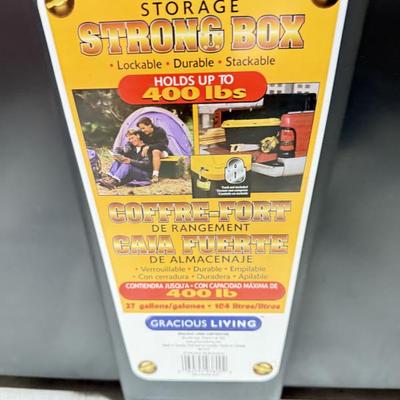 STORAGE
STRONG BOX
• Lockable • Durable • Stackable
HOLDS UP TO
400 lbs
COFFRE-FORT
DE RANGEMENT
CAJA FUERTE
DE ALMACENAJE
• Verrouillable • Durable • Empilable
• Con cerradura • Duradera • Apilable
CONTIENDRA JUSQU'A • CON CAPACIDAD MÁXIMA DE
400 lb
27 gallons/galones • 104 litres/litros
GRACIOUS LIVING